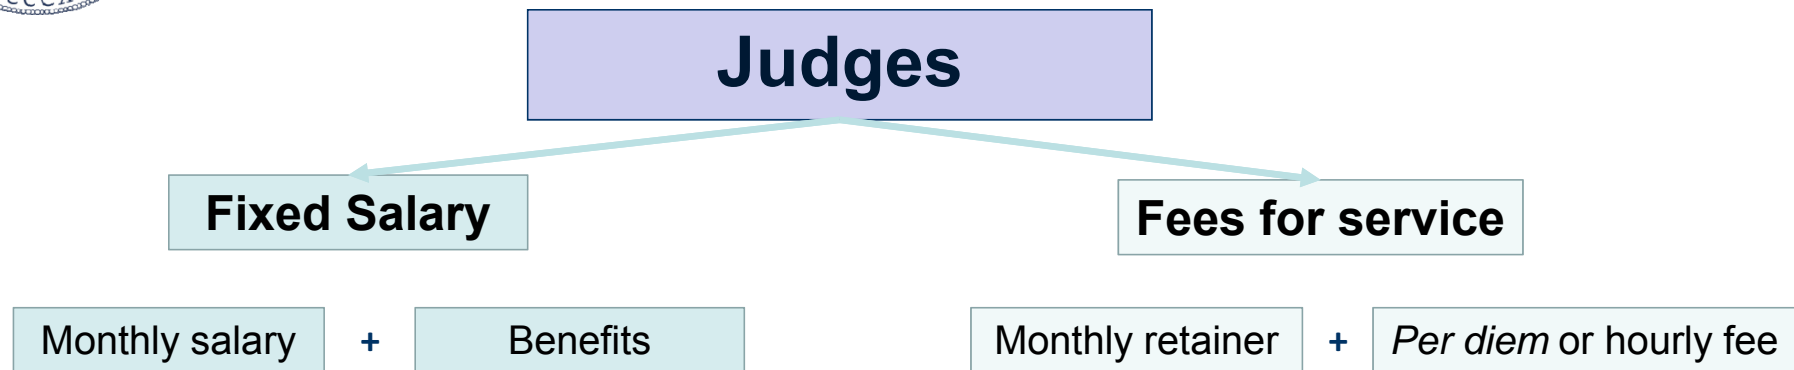 Judges
Fixed Salary
Fees for service
Monthly salary + Benefits
Monthly retainer + Per diem or hourly fee